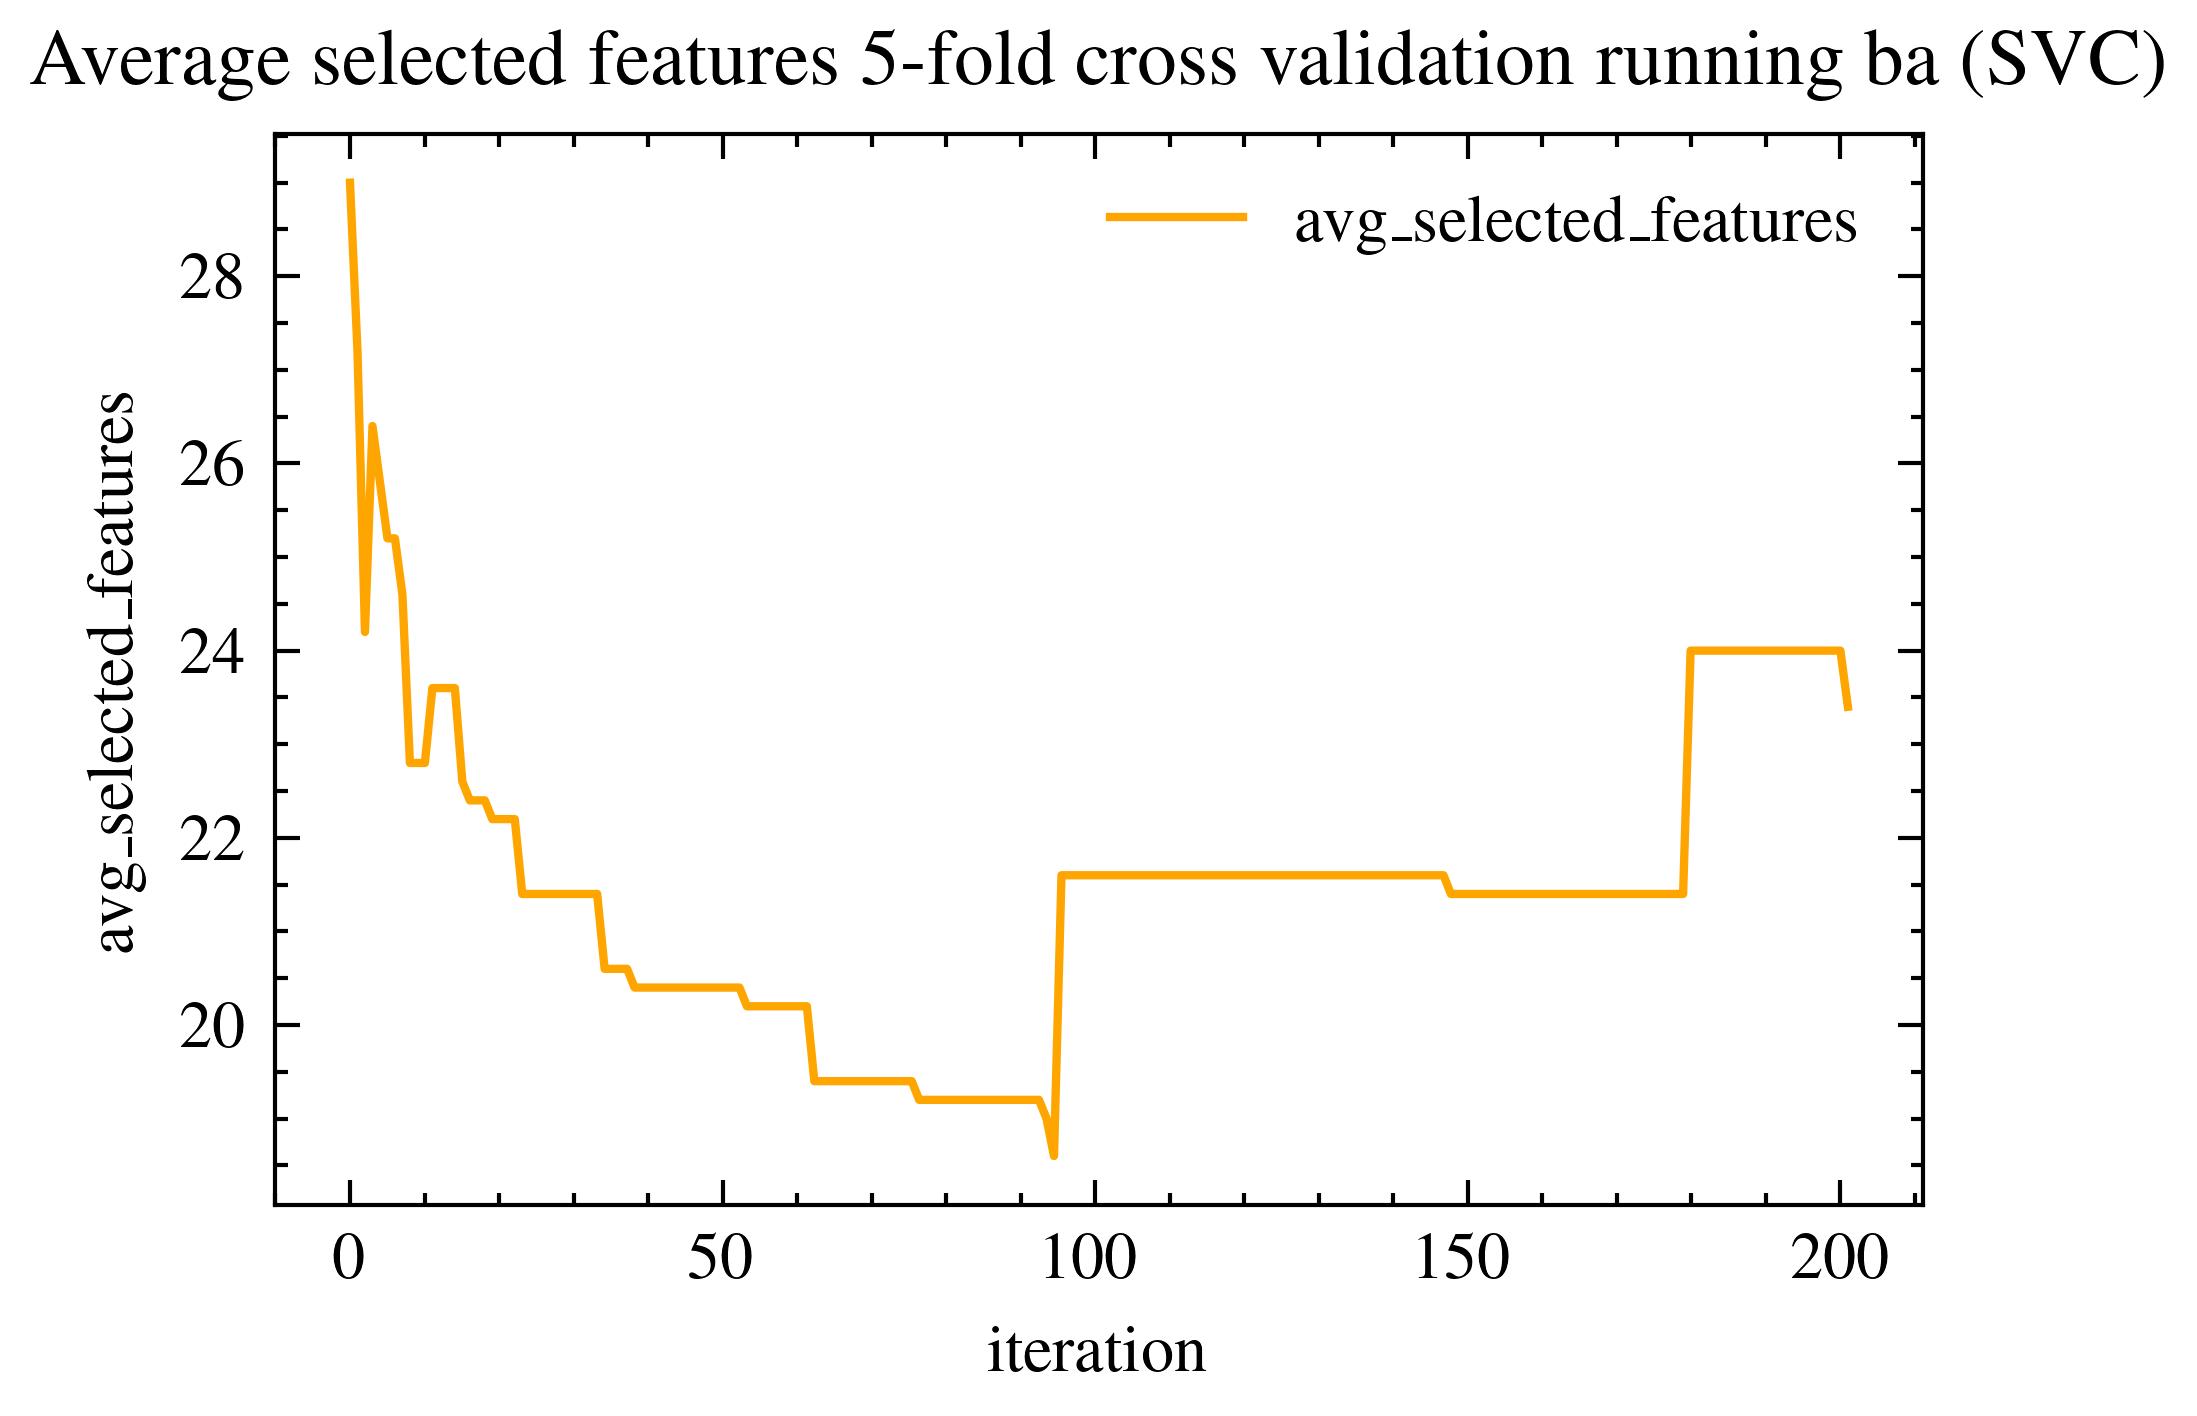 Average selected features 5-fold cross validation running ba (SVC)
avg_selected_features
28
26
24
22
20
avg_selected_features
0 50 100 150 200
iteration